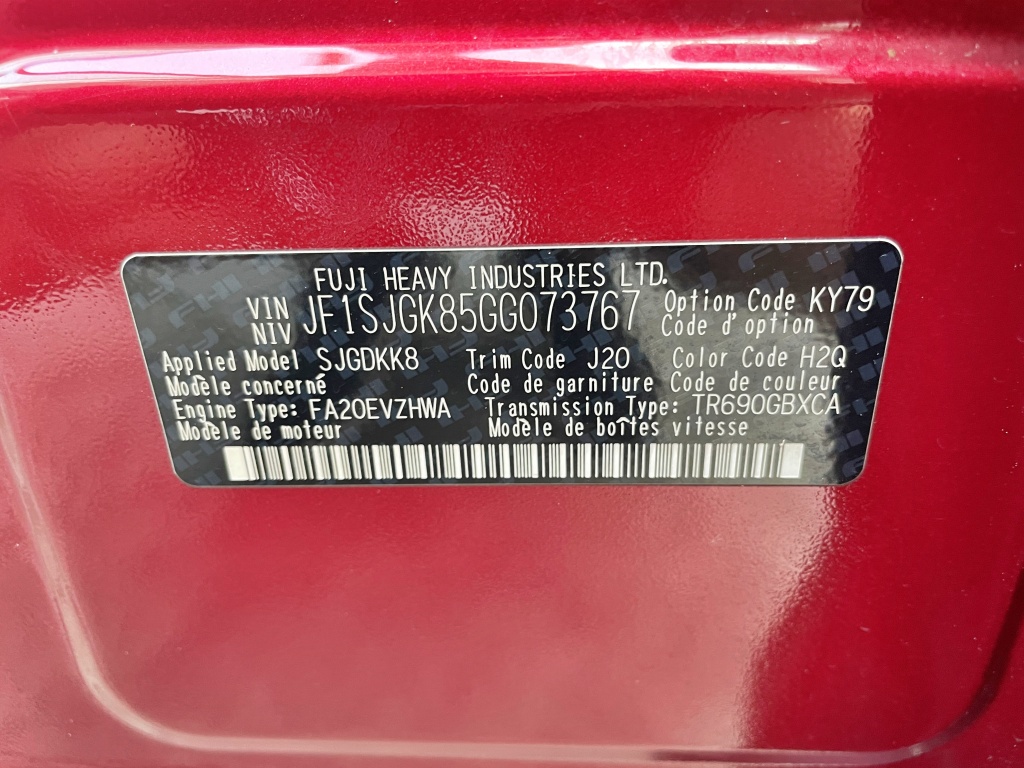 FUJI HEAVY INDUSTRIES LTD.
VIN NIV JF1SJGK85GG073767 Option Code KY79
Code d'option
Applied Model SJGDKK8 Trim Code J20 Color Code H2Q
Modèle concerné Code de garniture Code de couleur
Engine Type: FA20EVZHWA Transmission Type: TR690GBXCA
Modèle de moteur Modèle de boîtes vitesse